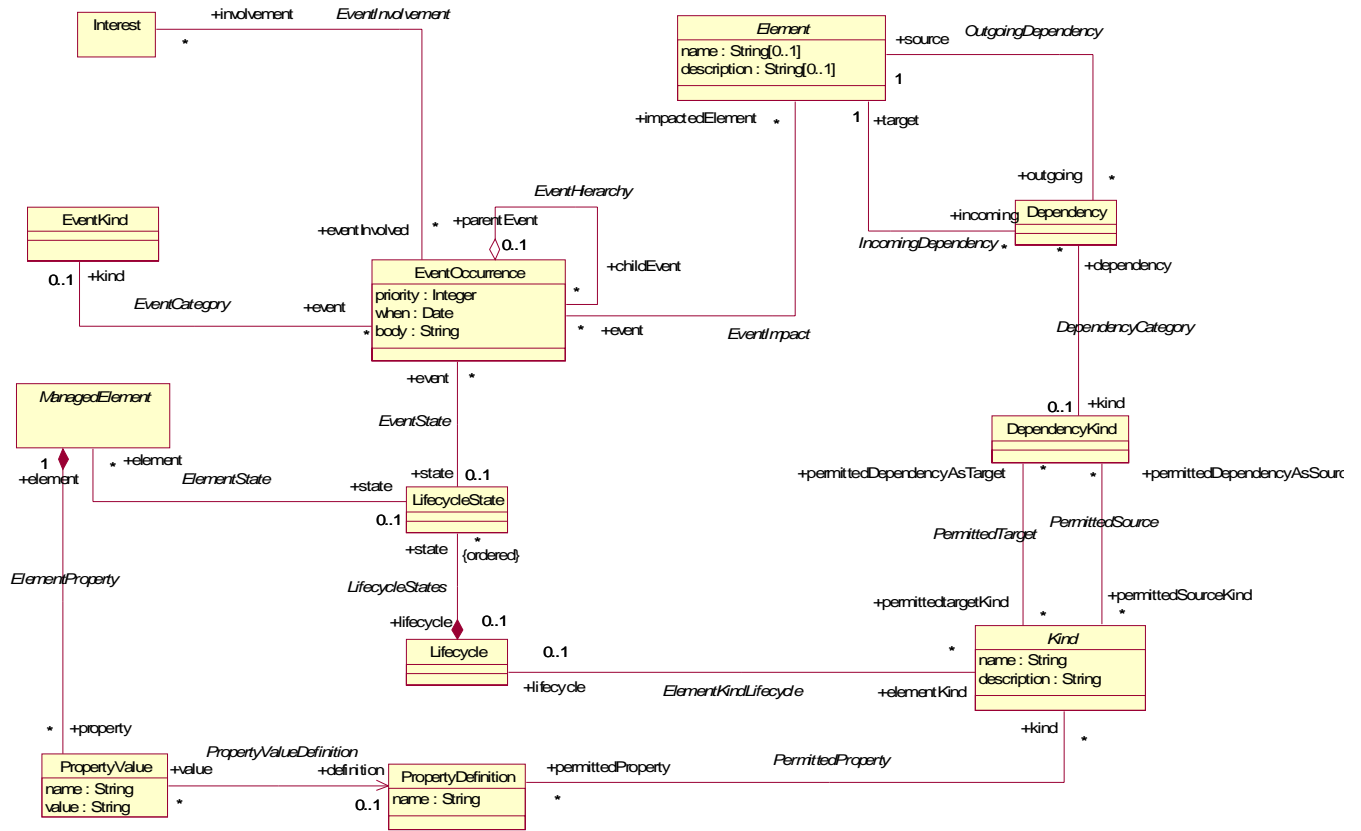 Interest
+involvement
EventInvolvement
*
Element
name : String[0..1]
description : String[0..1]
+source
OutgoingDependency
1
+impactedElement
*
1
+target
+outgoing
*
EventKind
0..1
+kind
EventCategory
+event
*
+eventInvolved
*
EventHierarchy
+parentEvent
0..1
+childEvent
*
EventOccurrence
priority : Integer
when : Date
body : String
*
+event
EventImpact
+incoming
IncomingDependency
*
Dependency
*
+dependency
DependencyCategory
0..1
+kind
DependencyKind
ManagedElement
1
+element
*
+element
ElementState
+event
*
EventState
+state
0..1
+state
0..1
LifecycleState
+state
*
{ordered}
LifecycleStates
+lifecycle
0..1
Lifecycle
0..1
+lifecycle
ElementKindLifecycle
*
+elementKind
+permittedDependencyAsTarget
*
*
+permittedDependencyAsSourc
PermittedTarget
PermittedSource
+permittedtargetKind
*
+permittedSourceKind
*
Kind
name : String
description : String
+kind
*
ElementProperty
*
+property
PropertyValue
name : String
value : String
PropertyValueDefinition
+value
*
+definition
0..1
PropertyDefinition
name : String
+permittedProperty
*
PermittedProperty